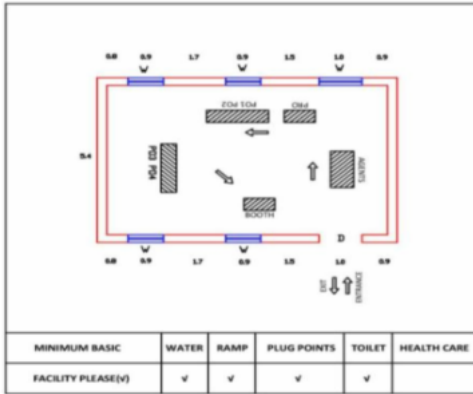 0.8 0.9 1.7 0.9 1.5 1.0 0.9
V V V
PO1 PO2 PRO
5.4
PO3 PO4
AGENTS
BOOTH
D
V V
0.8 0.9 1.7 0.9 1.5 1.0 0.9
EXIT ENTRANCE
MINIMUM BASIC WATER RAMP PLUG POINTS TOILET HEALTH CARE
FACILITY PLEASE(√) √ √ √ √